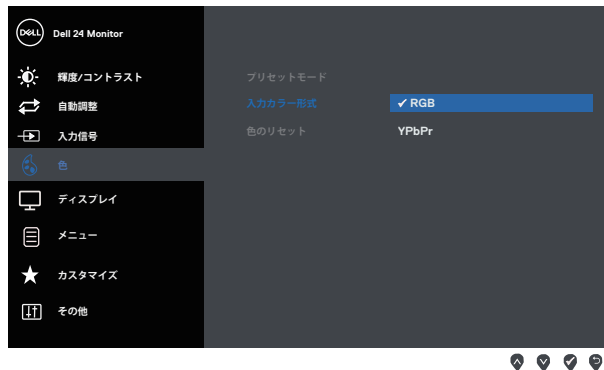 DELL
Dell 24 Monitor
輝度/コントラスト
自動調整
入力信号
色
ディスプレイ
メニュー
カスタマイズ
その他
プリセットモード
入力カラー形式
✓ RGB
色のリセット
YPbPr